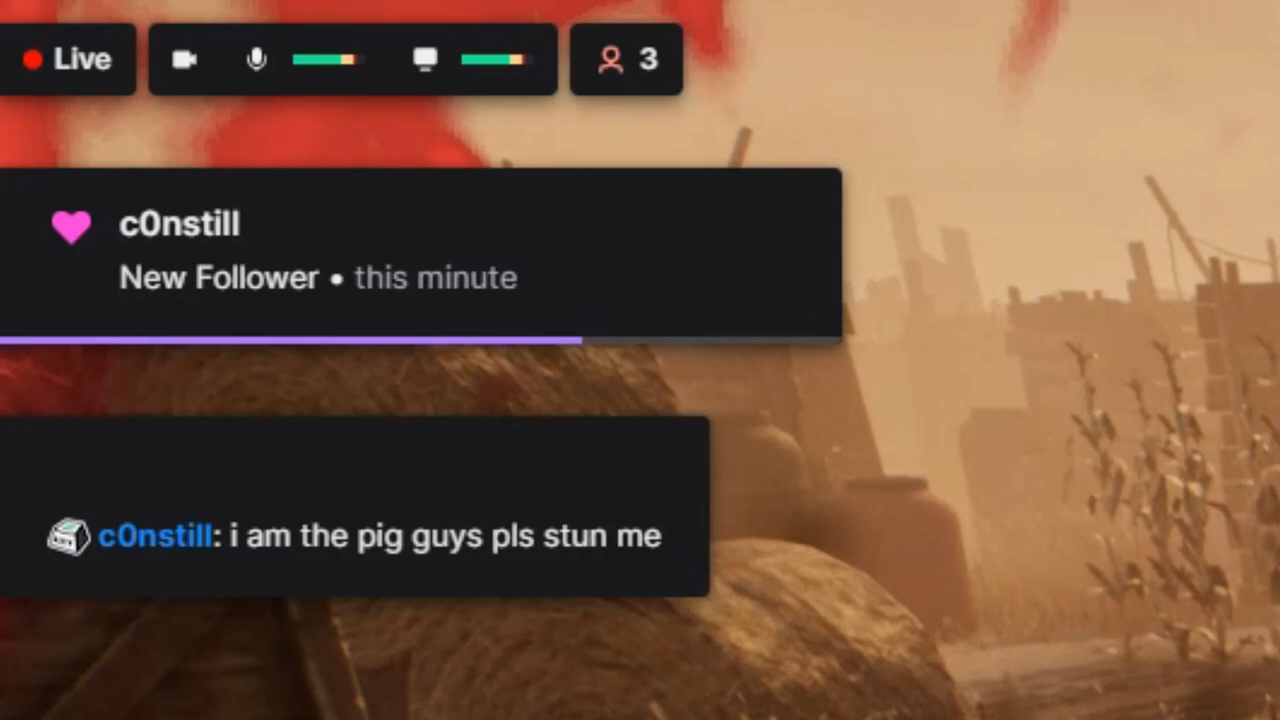 Live
3
c0nstill
New Follower • this minute
c0nstill: i am the pig guys pls stun me